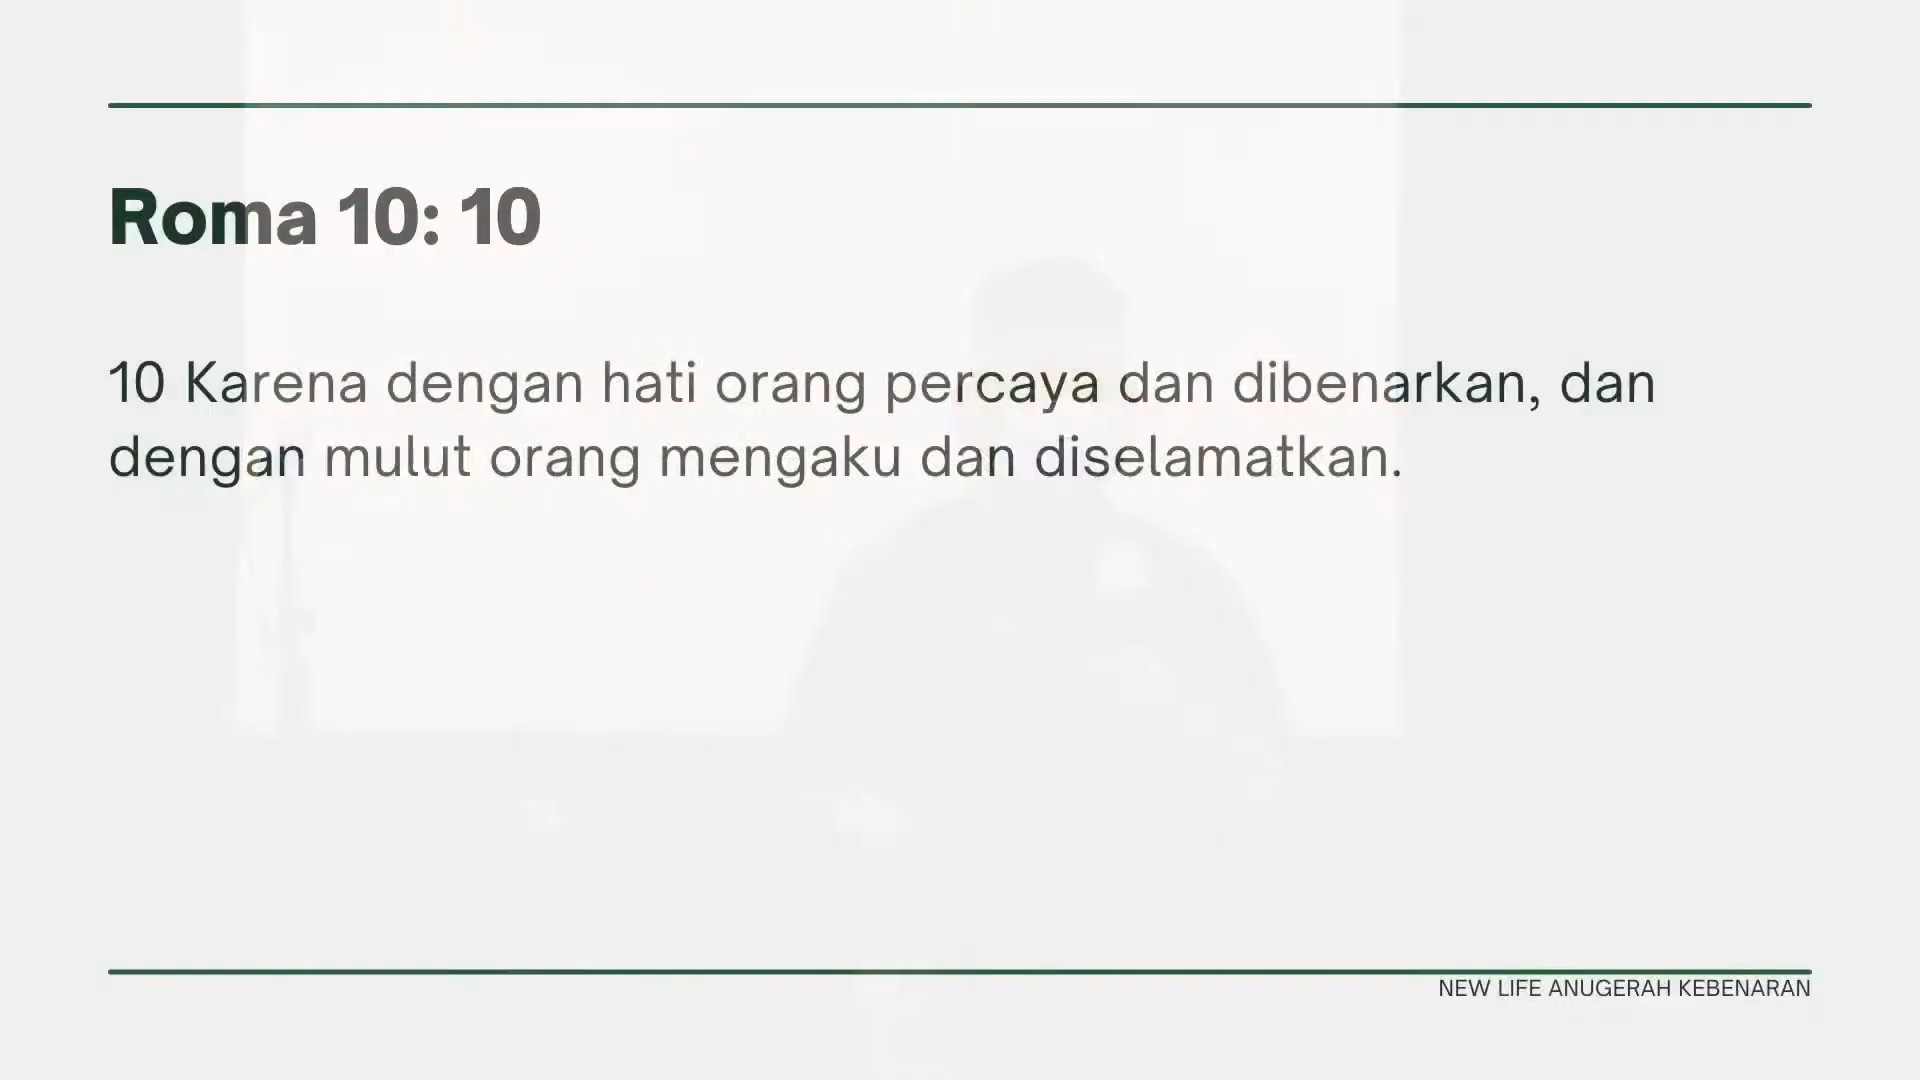 Roma 10: 10
10 Karena dengan hati orang percaya dan dibenarkan, dan
dengan mulut orang mengaku dan diselamatkan.
NEW LIFE ANUGERAH KEBENARAN